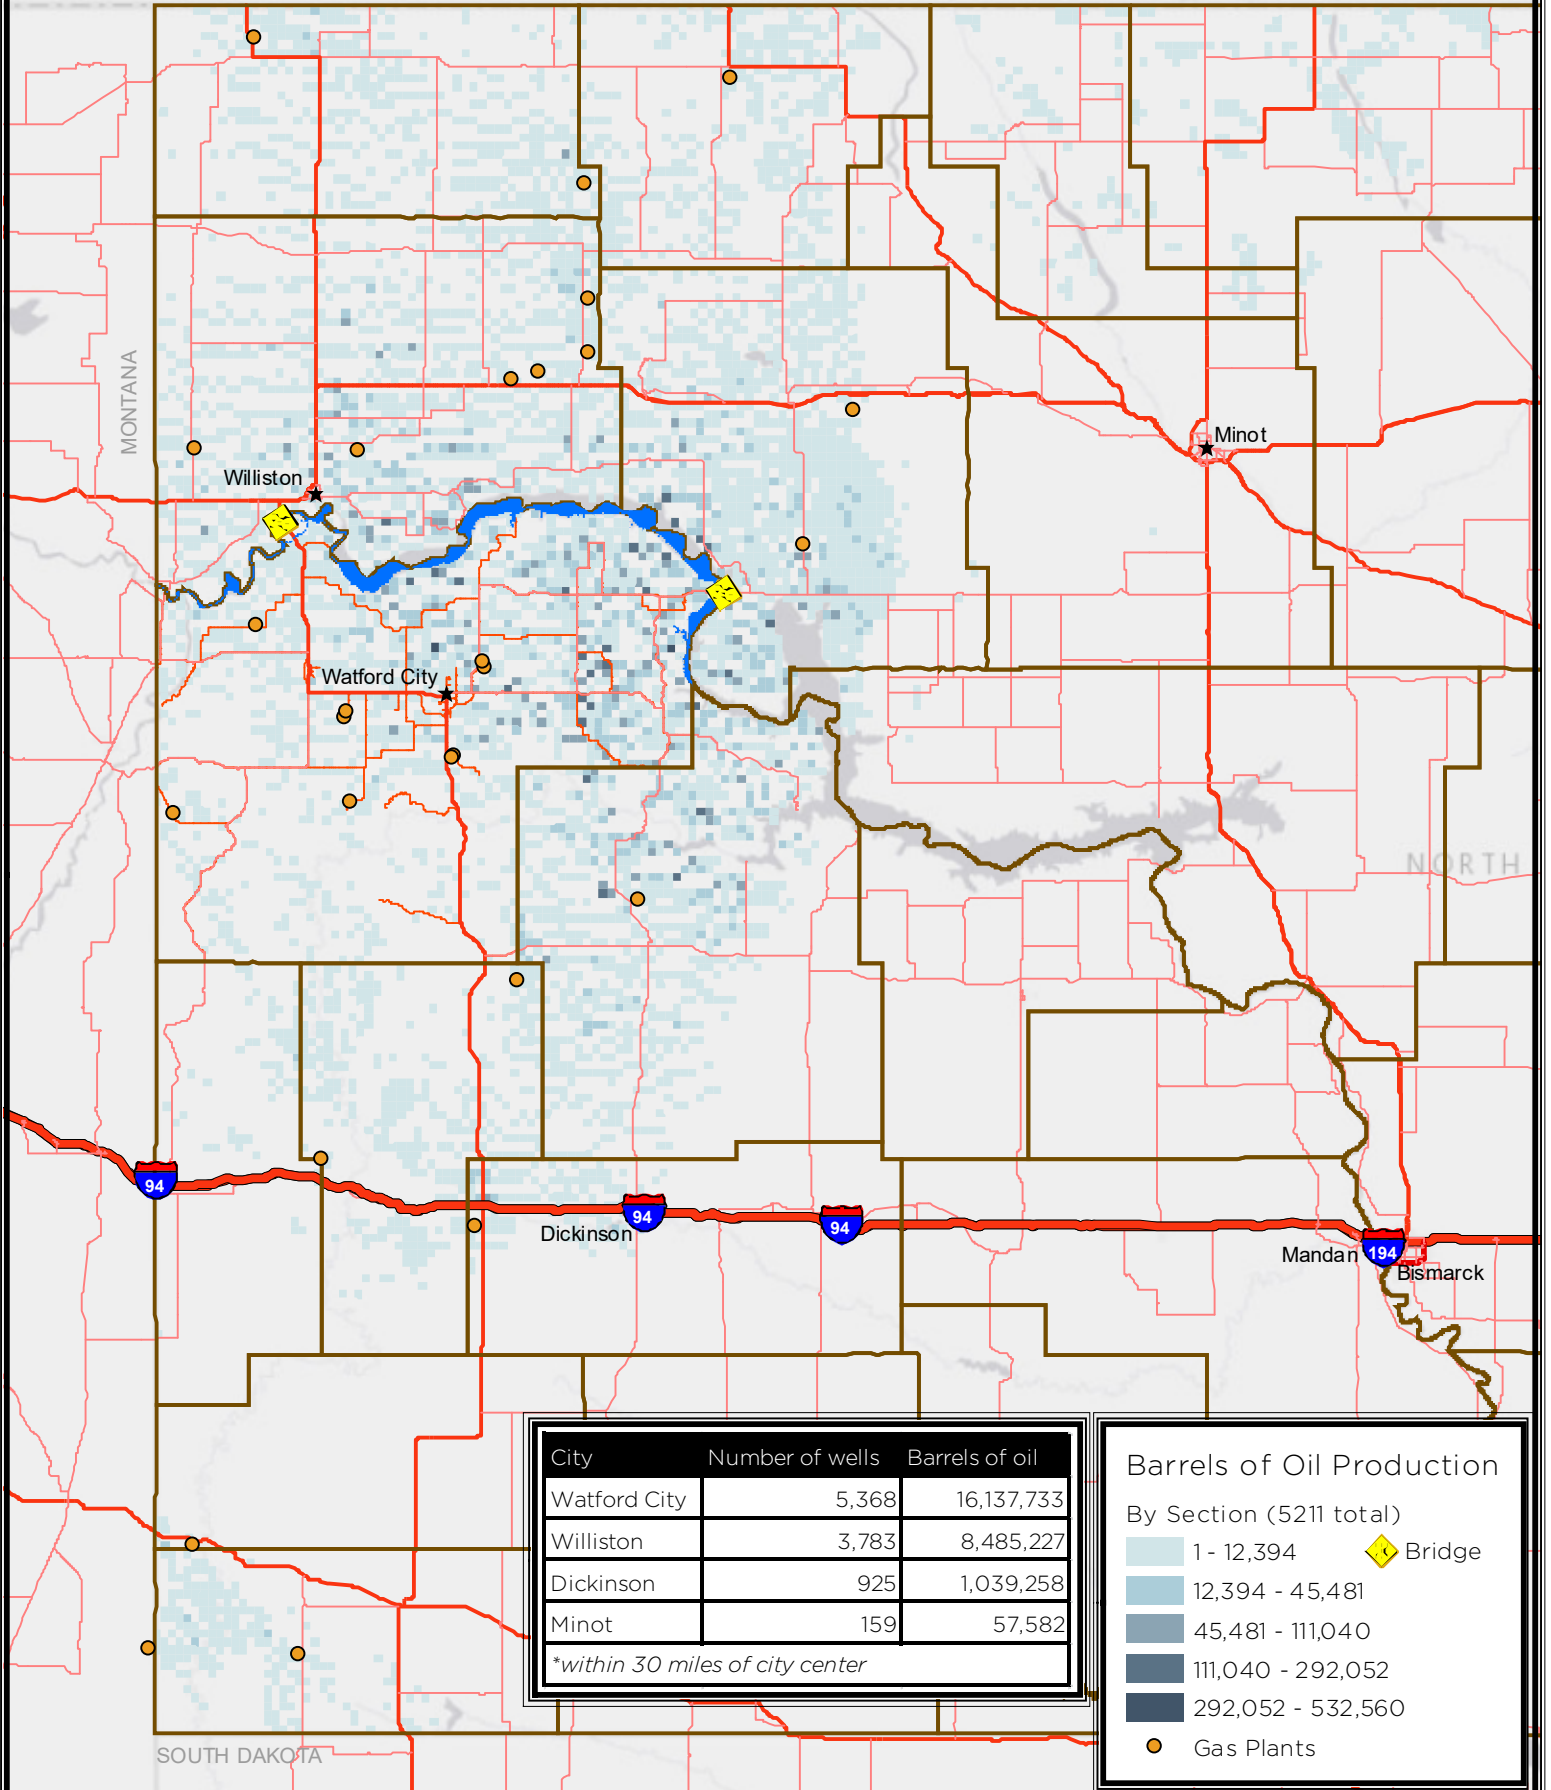 MONTANA
Minot
Williston
Watford City
NORTH
94
94
94
Dickinson
Mandan
194
Bismarck
City Number of wells Barrels of oil
Watford City 5,368 16,137,733
Williston 3,783 8,485,227
Dickinson 925 1,039,258
Minot 159 57,582
*within 30 miles of city center
Barrels of Oil Production
By Section (5211 total)
1 - 12,394
Bridge
12,394 - 45,481
45,481 - 111,040
111,040 - 292,052
292,052 - 532,560
Gas Plants
SOUTH DAKOTA